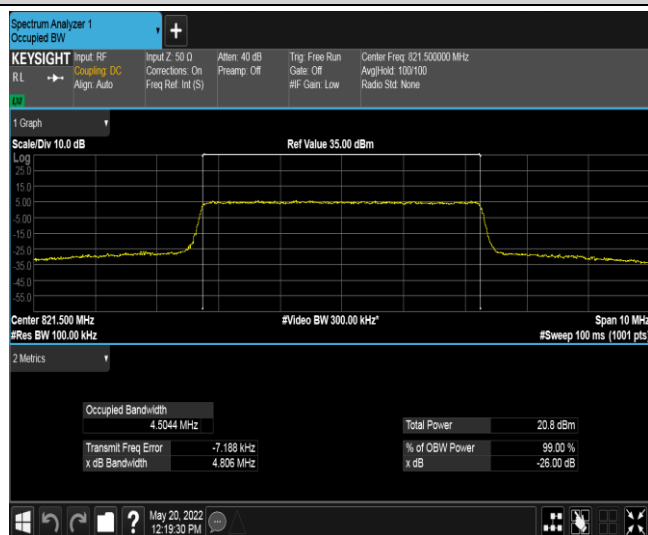 Spectrum Analyzer 1
Occupied BW
KEYSIGHT
RL
Input: RF
Coupling: DC
Align: Auto
Input Z: 50 Ω
Corrections: On
Freq Ref: Int (S)
Atten: 40 dB
Preamp: Off
Trig: Free Run
Gate: Off
#IF Gain: Low
Center Freq: 821.500000 MHz
Avg|Hold: 100/100
Radio Std: None
1 Graph
Scale/Div 10.0 dB
Ref Value 35.00 dBm
Log
25.0
15.0
5.00
-5.00
-15.0
-25.0
-35.0
-45.0
-55.0
Center 821.500 MHz
#Video BW 300.00 kHz*
Span 10 MHz
#Res BW 100.00 kHz
#Sweep 100 ms (1001 pts)
2 Metrics
Occupied Bandwidth
4.5044 MHz
Total Power 20.8 dBm
Transmit Freq Error -7.188 kHz
% of OBW Power 99.00 %
x dB Bandwidth 4.806 MHz
x dB -26.00 dB
?
May 20, 2022
12:19:30 PM